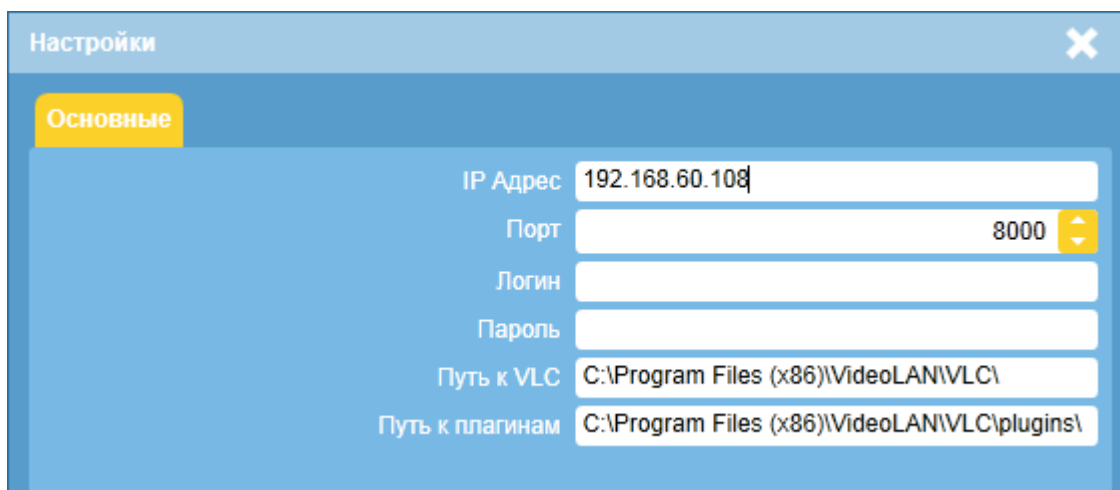 Настройки
Основные
IP Адрес 192.168.60.108
Порт 8000
Логин
Пароль
Путь к VLC C:\Program Files (x86)\VideoLAN\VLC\
Путь к плагинам C:\Program Files (x86)\VideoLAN\VLC\plugins\